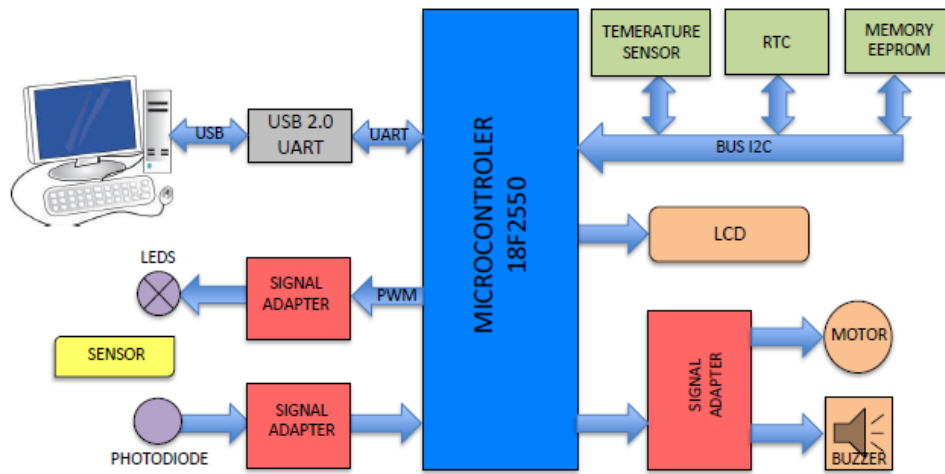 TEMERATURE
SENSOR
RTC
MEMORY
EEPROM
USB
USB 2.0
UART
UART
BUS I2C
MICROCONTROLER
18F2550
LCD
LEDS
SIGNAL
ADAPTER
PWM
SENSOR
SIGNAL
ADAPTER
MOTOR
SIGNAL
ADAPTER
PHOTODIODE
BUZZER